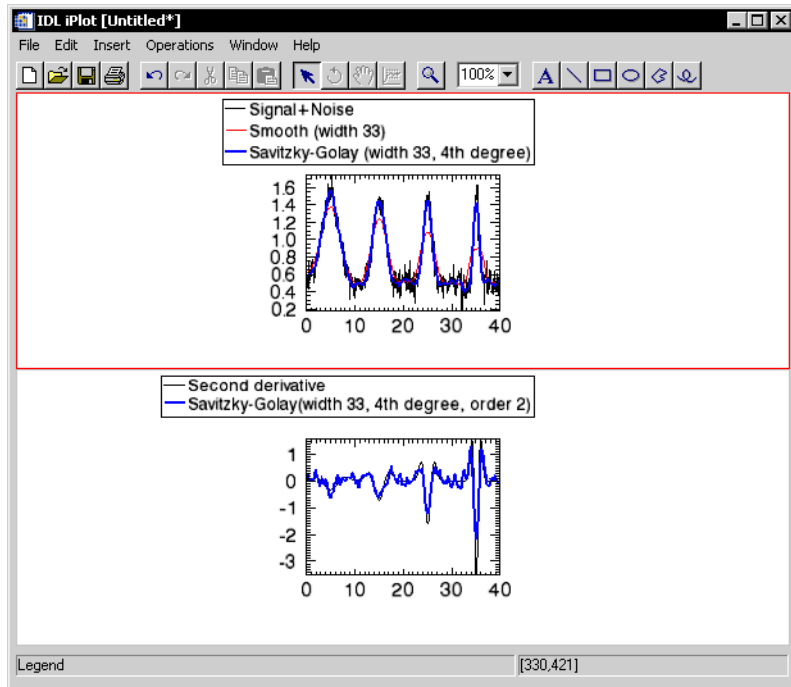 IDL iPlot [Untitled*]
File Edit Insert Operations Window Help
100% A
Signal+Noise
Smooth (width 33)
Savitzky-Golay (width 33, 4th degree)
1.6
1.4
1.2
1.0
0.8
0.6
0.4
0.2
0 10 20 30 40
Second derivative
Savitzky-Golay(width 33, 4th degree, order 2)
1
0
-1
-2
-3
0 10 20 30 40
Legend [330,421]